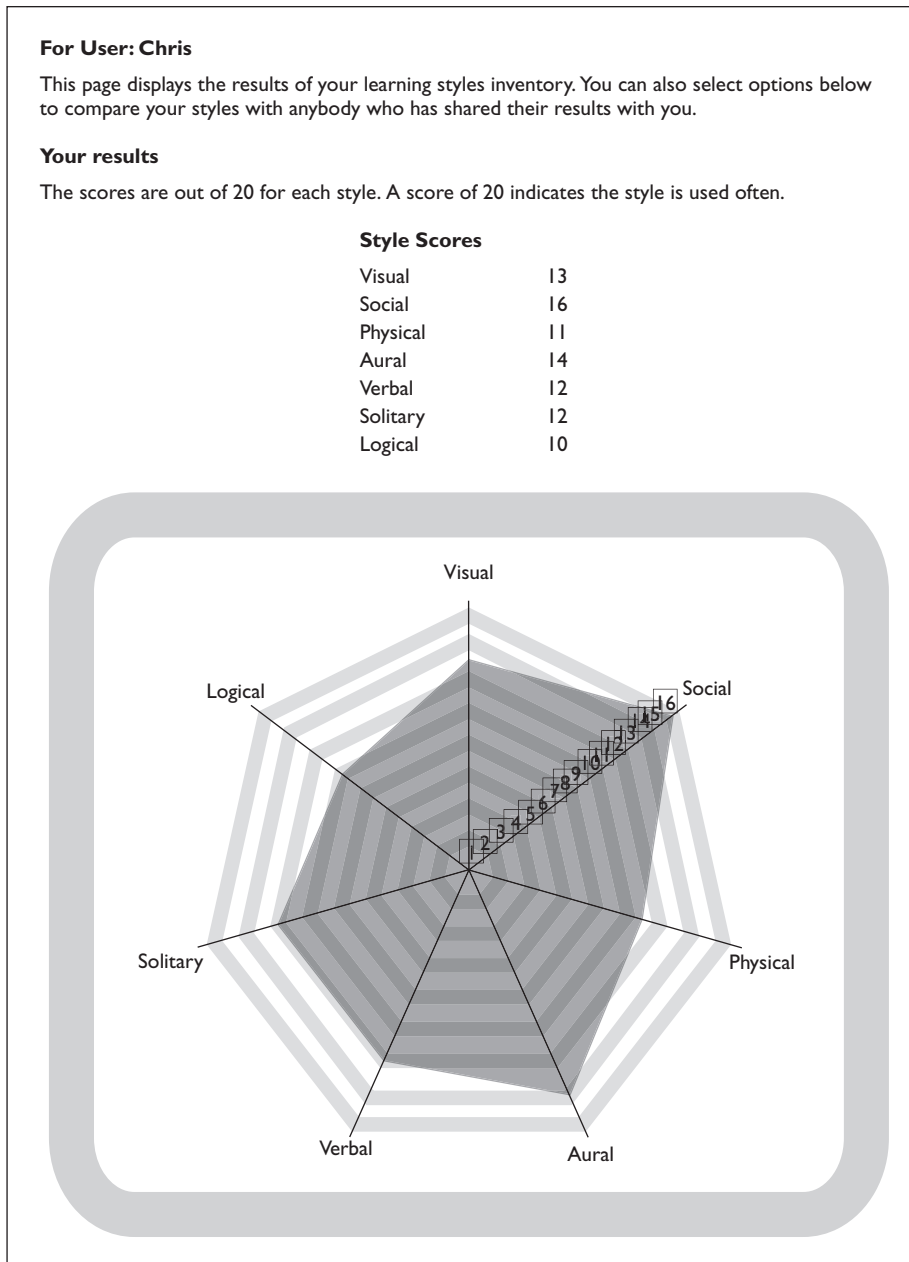 For User: Chris
This page displays the results of your learning styles inventory. You can also select options below
to compare your styles with anybody who has shared their results with you.
Your results
The scores are out of 20 for each style. A score of 20 indicates the style is used often.
Style Scores
Visual 13
Social 16
Physical 11
Aural 14
Verbal 12
Solitary 12
Logical 10
Visual
Logical
Social
16
15
14
13
12
11
10
9
8
7
6
5
4
3
2
1
Solitary
Physical
Verbal
Aural